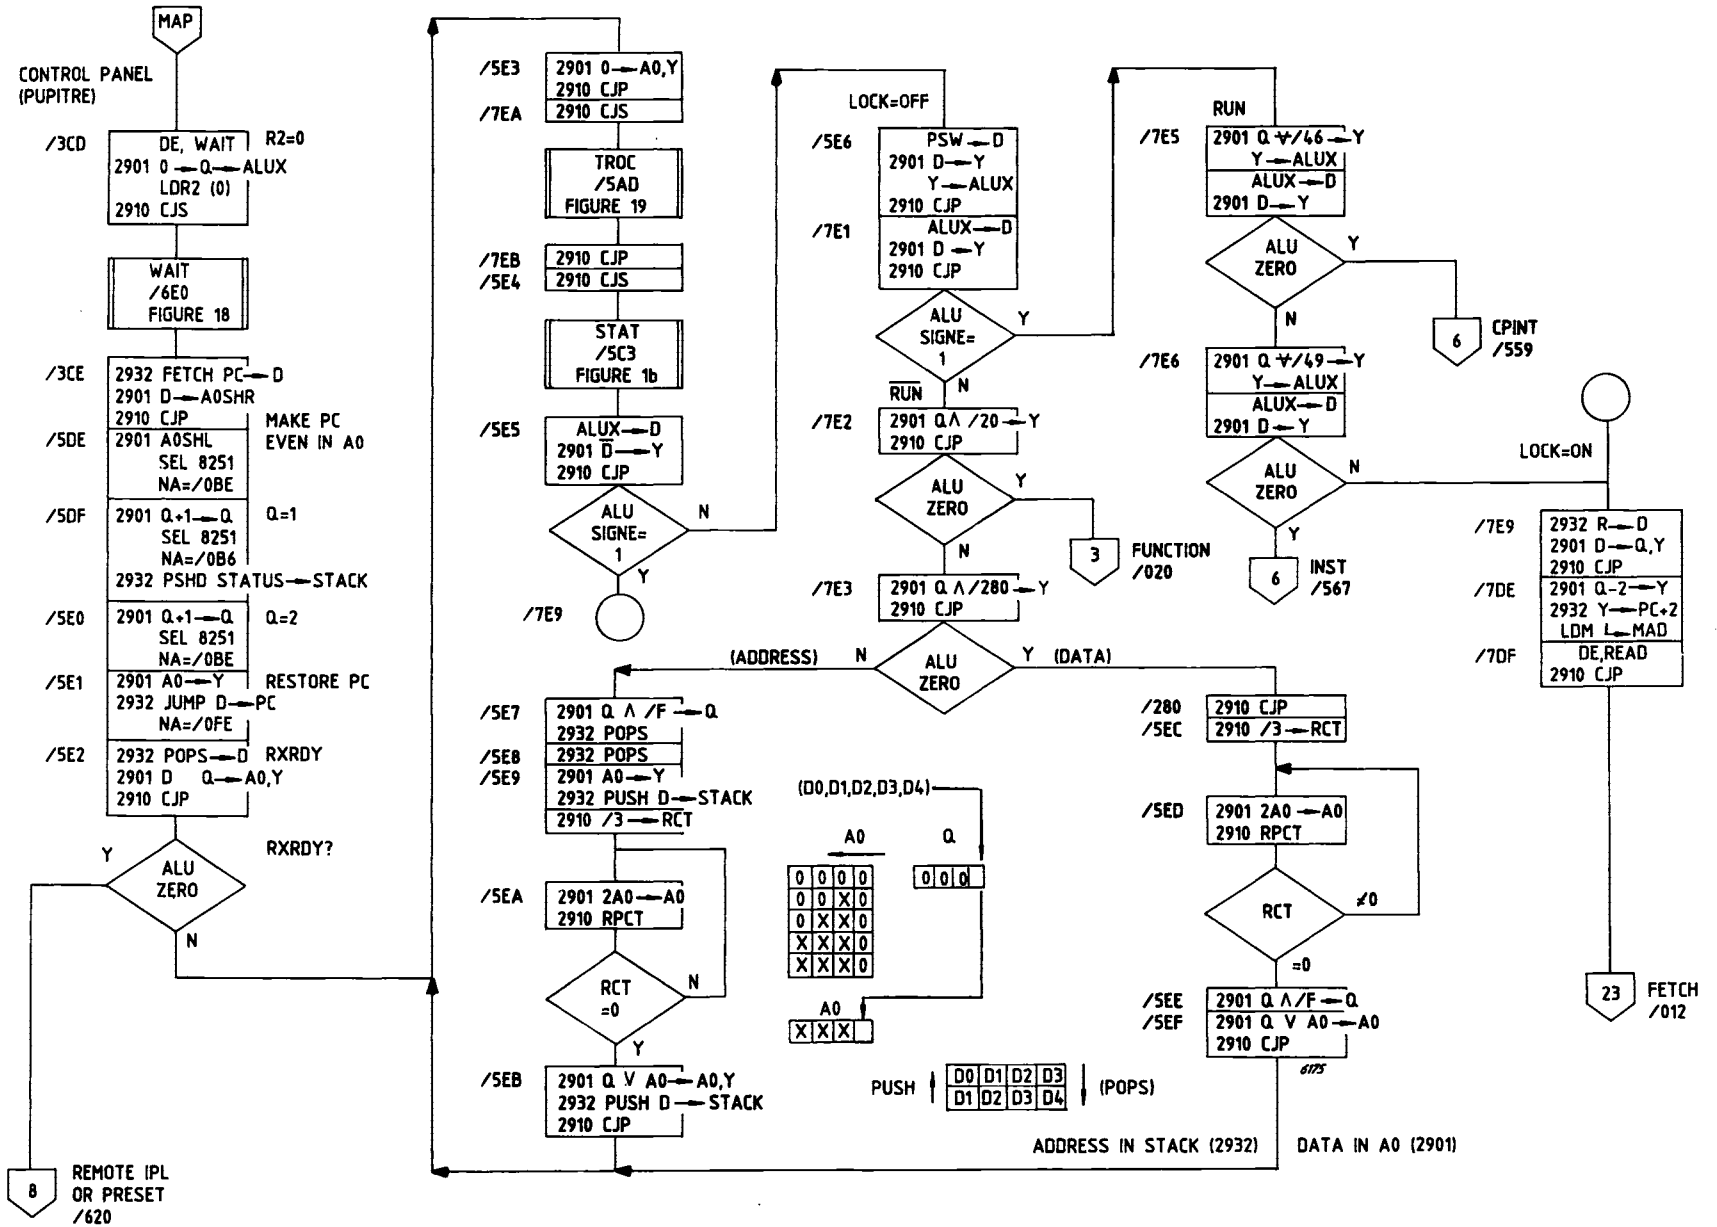 MAP
CONTROL PANEL
(PUPITRE)
/3CD
DE, WAIT R2=0
2901 0→Q→ALUX
LDR2 (0)
2910 CJS
WAIT
/6E0
FIGURE 18
/3CE
2932 FETCH PC→D
2901 D→A0SHR
2910 CJP MAKE PC
/5DE 2901 A0SHL EVEN IN A0
SEL 8251
NA=/0BE
/5DF 2901 Q+1→Q Q=1
SEL 8251
NA=/0B6
2932 PSHD STATUS→STACK
/5E0 2901 Q+1→Q Q=2
SEL 8251
NA=/0BE
/5E1 2901 A0→Y RESTORE PC
2932 JUMP D→PC
NA=/0FE
/5E2 2932 POPS→D RXRDY
2901 D Q→A0,Y
2910 CJP
RXRDY?
Y
ALU
ZERO
N
8
REMOTE IPL
OR PRESET
/620
/5E3 2901 0→A0,Y
2910 CJP
/7EA 2910 CJS
TROC
/5AD
FIGURE 19
/7EB 2910 CJP
/5E4 2910 CJS
STAT
/5C3
FIGURE 1b
/5E5 ALUX→D
2901 D̅→Y
2910 CJP
ALU
SIGNE=
1
N
Y
/7E9
LOCK=OFF
/5E6 PSW→D
2901 D→Y
Y→ALUX
2910 CJP
/7E1 ALUX→D
2901 D→Y
2910 CJP
ALU
SIGNE=
1
Y
N
R̅U̅N̅
/7E2 2901 Q∧/20→Y
2910 CJP
ALU
ZERO
Y
N
3
FUNCTION
/020
/7E3 2901 Q∧/280→Y
2910 CJP
(ADDRESS) N
ALU
ZERO
Y (DATA)
/5E7 2901 Q ∧ /F→Q
2932 POPS
/5E8 2932 POPS
/5E9 2901 A0→Y
2932 PUSH D→STACK
2910 /3→RCT
/5EA 2901 2A0→A0
2910 RPCT
RCT
=0
N
Y
/5EB 2901 Q V A0→A0,Y
2932 PUSH D→STACK
2910 CJP
(D0,D1,D2,D3,D4)
A0 Q
0 0 0 0
0 0 0
0 0 X 0
0 X X 0
X X X 0
X X X 0
A0
X X X
PUSH
D0 D1 D2 D3
D1 D2 D3 D4
(POPS)
RUN
/7E5 2901 Q∀/46→Y
Y→ALUX
ALUX→D
2901 D→Y
ALU
ZERO
Y
N
6
CPINT
/559
/7E6 2901 Q∀/49→Y
Y→ALUX
ALUX→D
2901 D→Y
ALU
ZERO
N
Y
6
INST
/567
/280 2910 CJP
/5EC 2910 /3→RCT
/5ED 2901 2A0→A0
2910 RPCT
RCT
≠0
=0
/5EE 2901 Q ∧/F→Q
/5EF 2901 Q V A0→A0
2910 CJP
6175
ADDRESS IN STACK (2932) DATA IN A0 (2901)
LOCK=ON
/7E9 2932 R→D
2901 D→Q,Y
2910 CJP
/7DE 2901 Q-2→Y
2932 Y→PC+2
LDM ↳MAD
/7DF DE,READ
2910 CJP
23
FETCH
/012